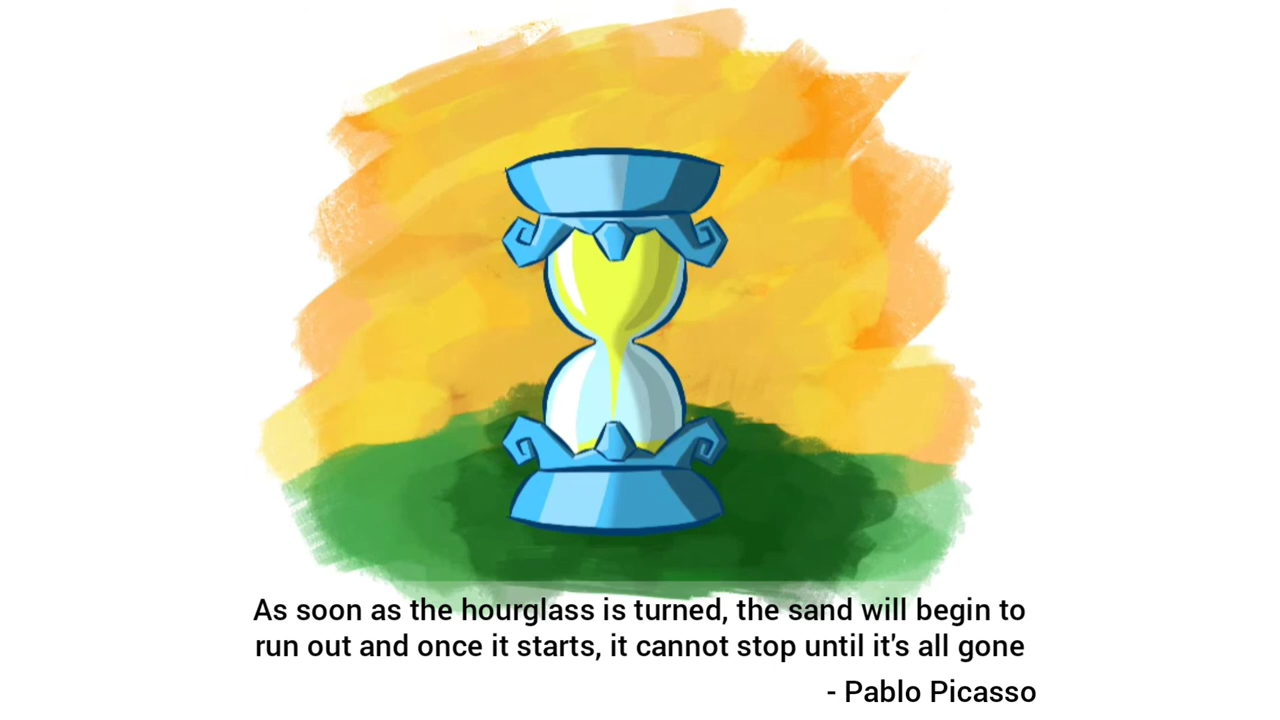 As soon as the hourglass is turned, the sand will begin to
run out and once it starts, it cannot stop until it's all gone
- Pablo Picasso